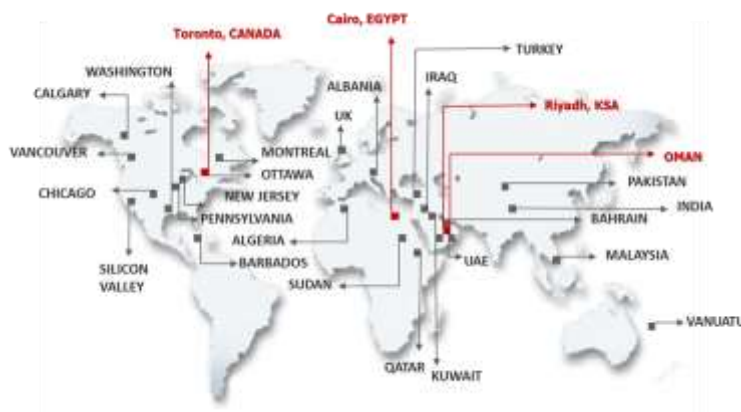 Cairo, EGYPT
Toronto, CANADA
TURKEY
WASHINGTON
IRAQ
ALBANIA
CALGARY
Riyadh, KSA
UK
VANCOUVER
MONTREAL
OMAN
OTTAWA
PAKISTAN
CHICAGO
NEW JERSEY
INDIA
PENNSYLVANIA
BAHRAIN
ALGERIA
MALAYSIA
BARBADOS
UAE
SILICON
VALLEY
SUDAN
VANUATU
QATAR
KUWAIT